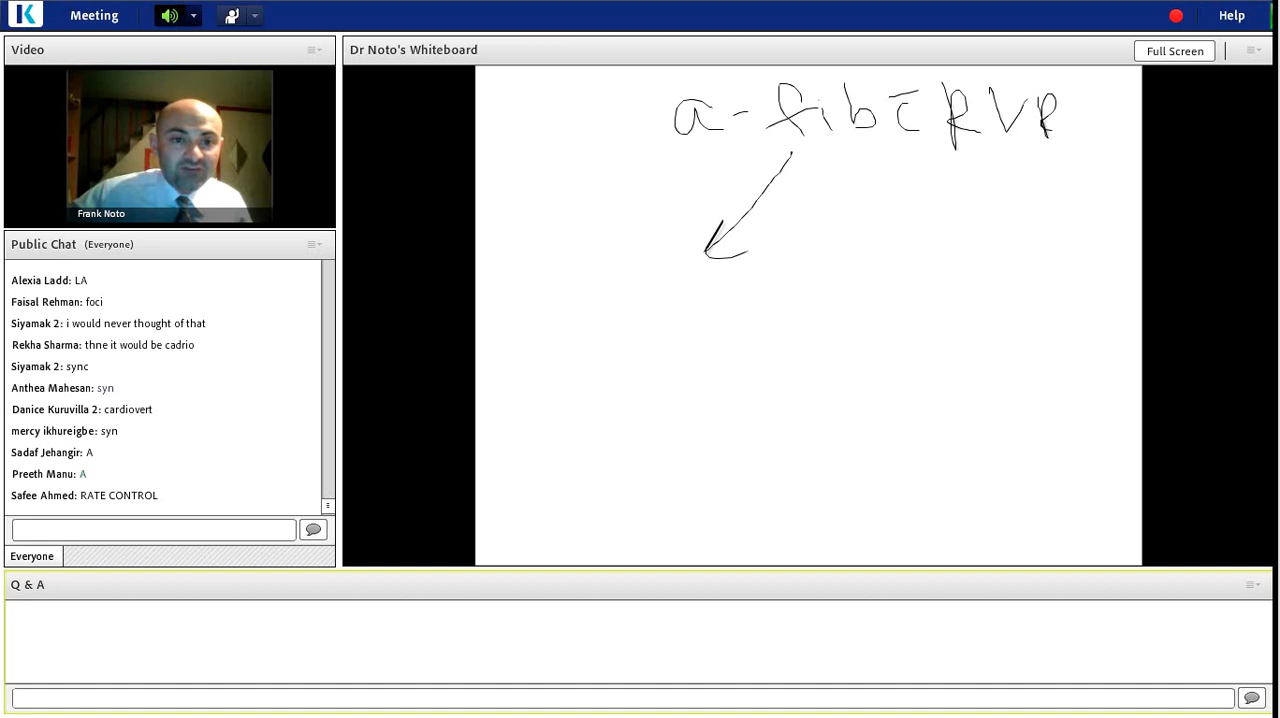 K Meeting Help
Video
Frank Noto
Public Chat (Everyone)
Alexia Ladd: LA
Faisal Rehman: foci
Siyamak 2: i would never thought of that
Rekha Sharma: thne it would be cadrio
Siyamak 2: sync
Anthea Mahesan: syn
Danice Kuruvilla 2: cardiovert
mercy ikhureigbe: syn
Sadaf Jehangir: A
Preeth Manu: A
Safee Ahmed: RATE CONTROL
Everyone
Dr Noto's Whiteboard Full Screen
a-fib c̄ RVR
Q & A